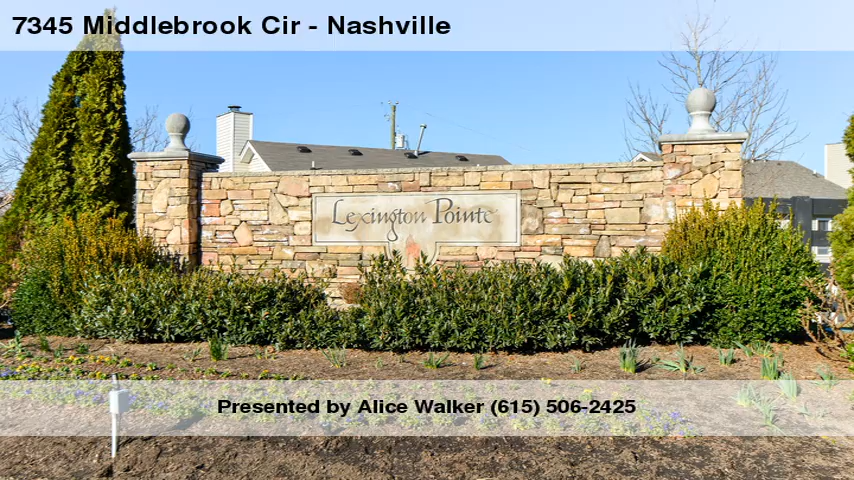 7345 Middlebrook Cir - Nashville
Lexington Pointe
Presented by Alice Walker (615) 506-2425